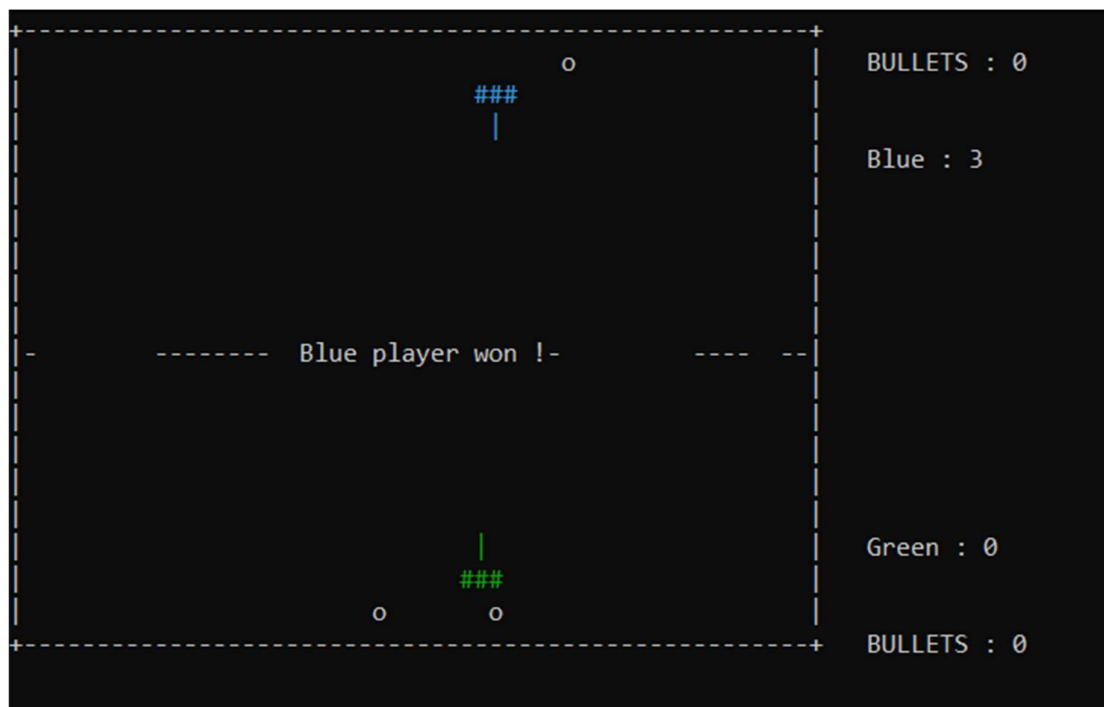 BULLETS : 0
Blue : 3
Blue player won !
Green : 0
BULLETS : 0